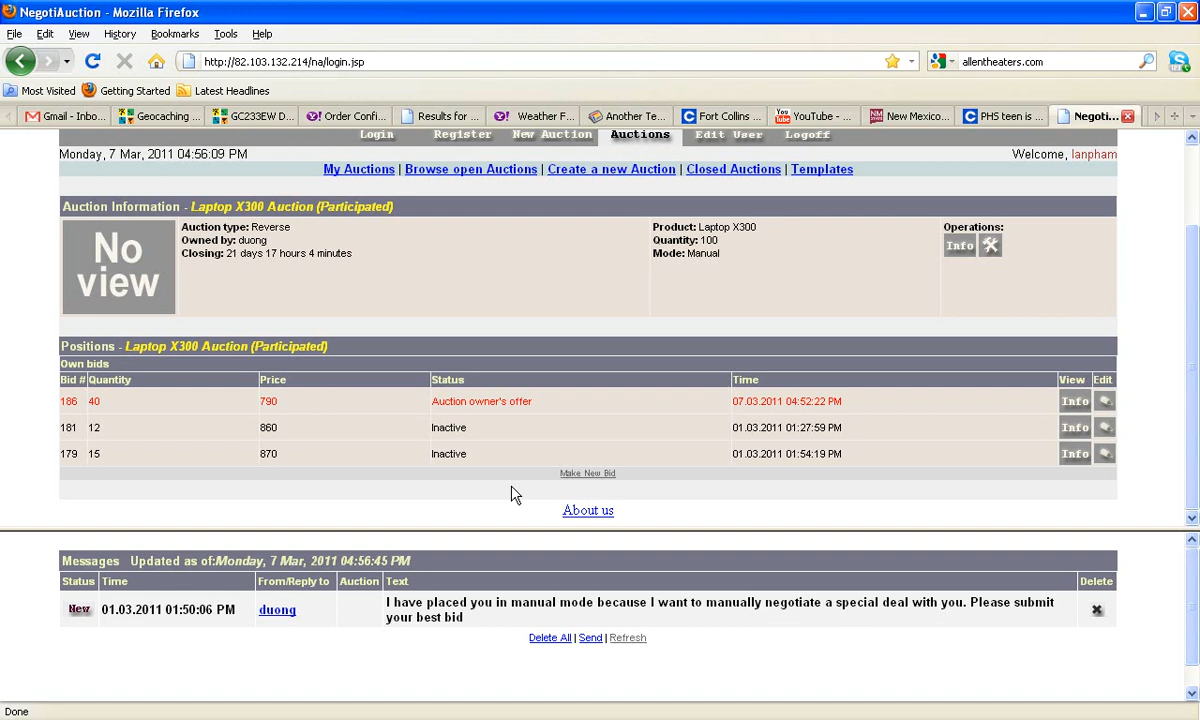 NegotiAuction - Mozilla Firefox
File Edit View History Bookmarks Tools Help
http://82.103.132.214/na/login.jsp
allentheaters.com
Most Visited Getting Started Latest Headlines
Gmail - Inbo... Geocaching ... GC233EW D... Order Confi... Results for ... Weather F... Another Te... Fort Collins ... YouTube - ... New Mexico... PHS teen is ... Negoti...
Login Register New Auction Auctions Edit User Logoff
Monday, 7 Mar, 2011 04:56:09 PM Welcome, lanpham
My Auctions | Browse open Auctions | Create a new Auction | Closed Auctions | Templates
Auction Information - Laptop X300 Auction (Participated)
No view
Auction type: Reverse
Owned by: duong
Closing: 21 days 17 hours 4 minutes
Product: Laptop X300
Quantity: 100
Mode: Manual
Operations:
Info
Positions - Laptop X300 Auction (Participated)
Own bids
Bid # Quantity Price Status Time View Edit
186 40 790 Auction owner's offer 07.03.2011 04:52:22 PM Info
181 12 860 Inactive 01.03.2011 01:27:59 PM Info
179 15 870 Inactive 01.03.2011 01:54:19 PM Info
Make New Bid
About us
Messages Updated as of:Monday, 7 Mar, 2011 04:56:45 PM
Status Time From/Reply to Auction Text Delete
New 01.03.2011 01:50:06 PM duong I have placed you in manual mode because I want to manually negotiate a special deal with you. Please submit
your best bid
Delete All | Send | Refresh
Done